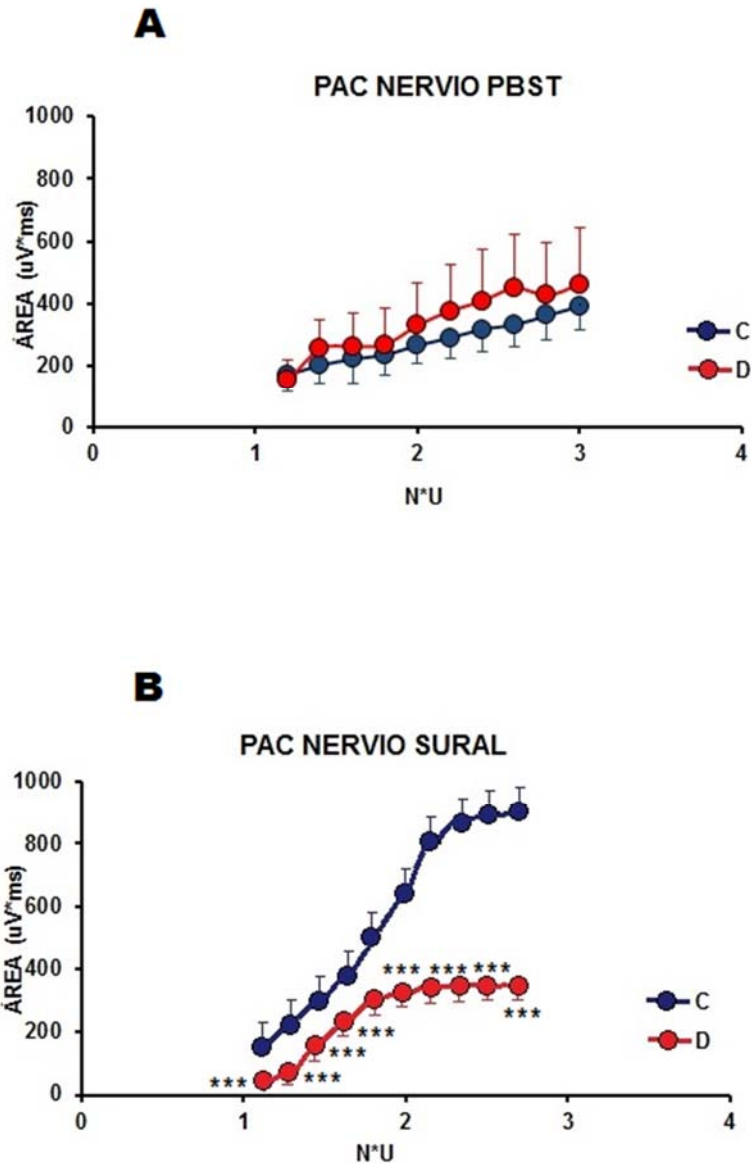 A
PAC NERVIO PBST
1000
800
600
400
200
0
ÁREA (uV*ms)
0 1 2 3 4
N*U
C
D
B
PAC NERVIO SURAL
1000
800
600
400
200
0
ÁREA (uV*ms)
*** *** ***
***
***
***
***
***
0 1 2 3 4
N*U
C
D